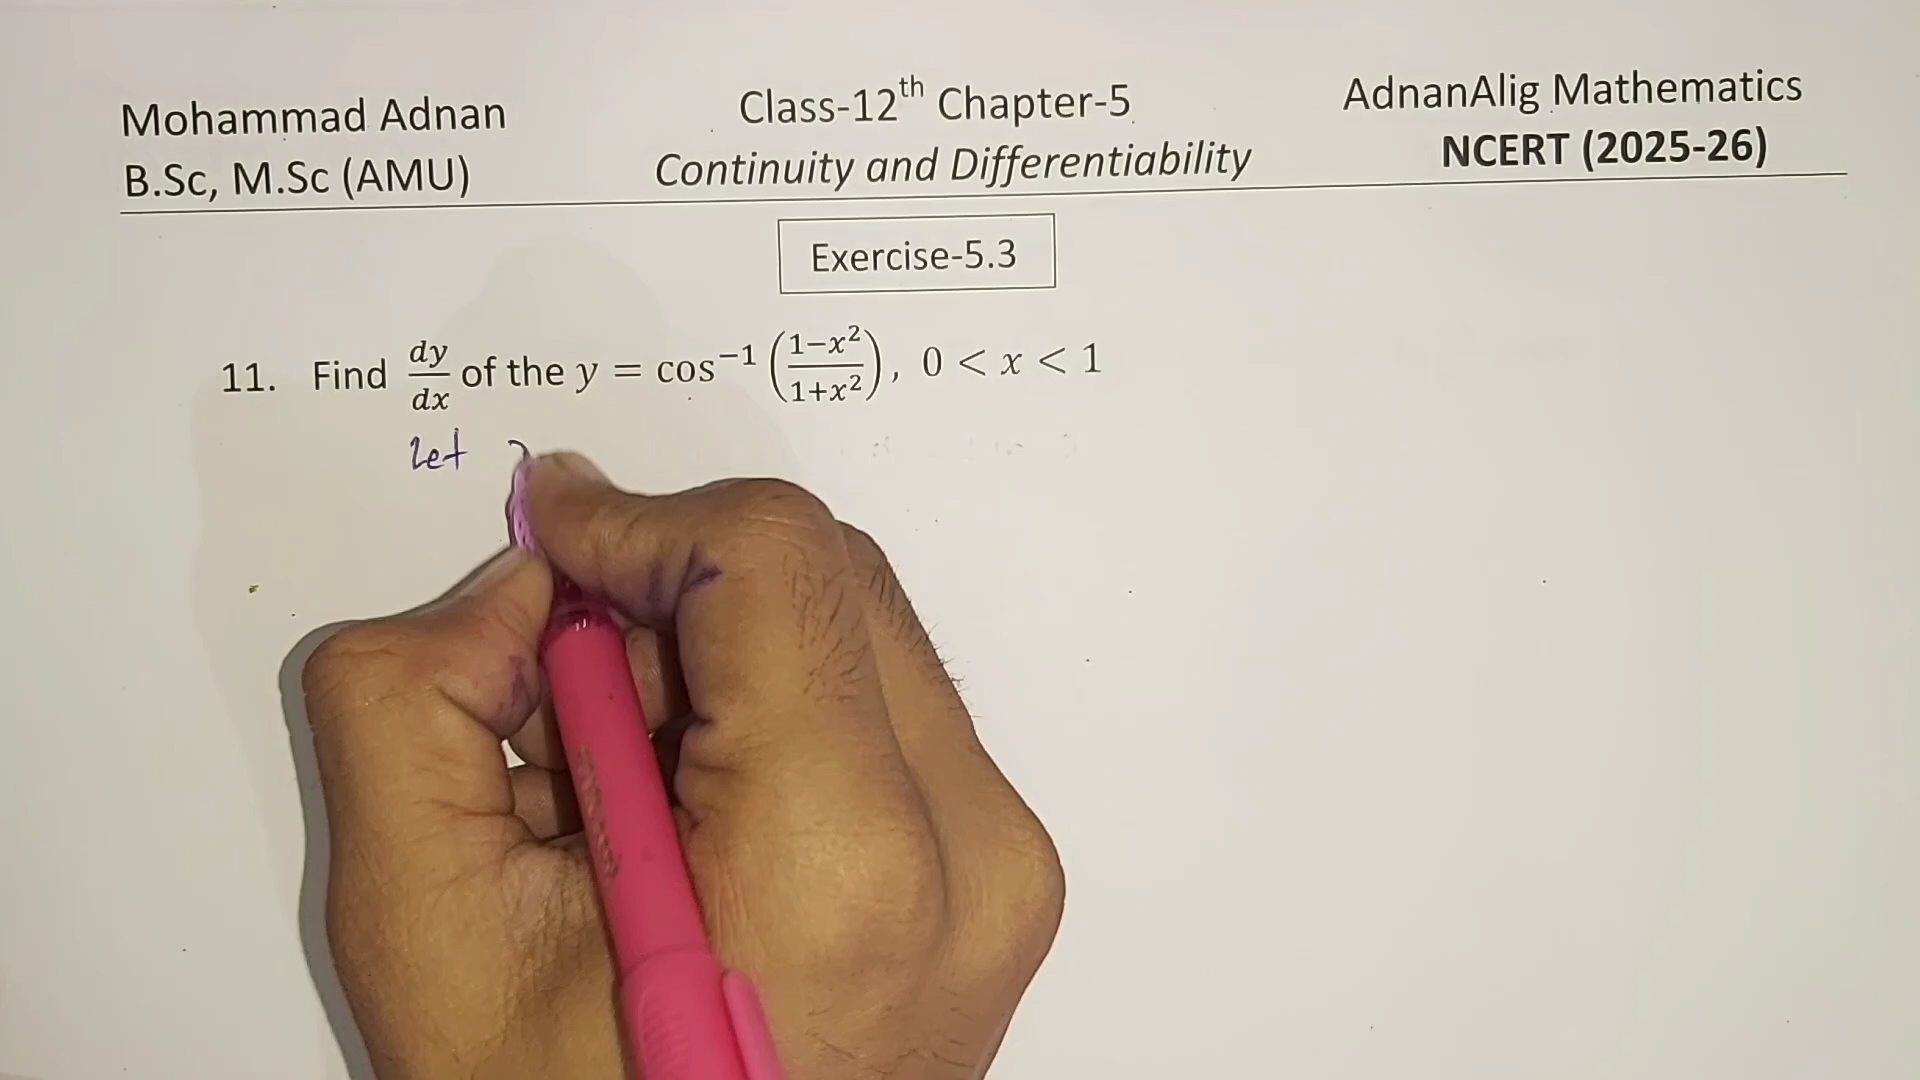 Mohammad Adnan
B.Sc, M.Sc (AMU)
Class-12th Chapter-5
Continuity and Differentiability
AdnanAlig Mathematics
NCERT (2025-26)
Exercise-5.3
11. Find dy/dx of the y = cos⁻¹ ((1−x²)/(1+x²)), 0 < x < 1
Let